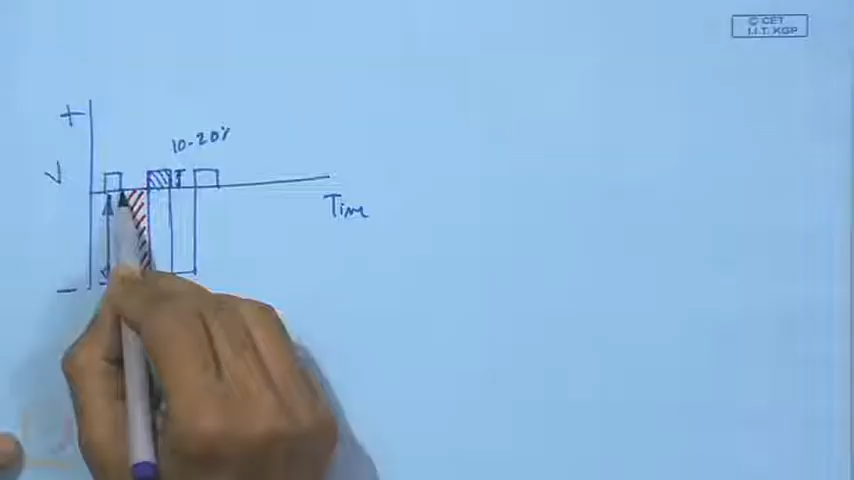 © CET
I.I.T. KGP
+
10-20%
V
Time
-